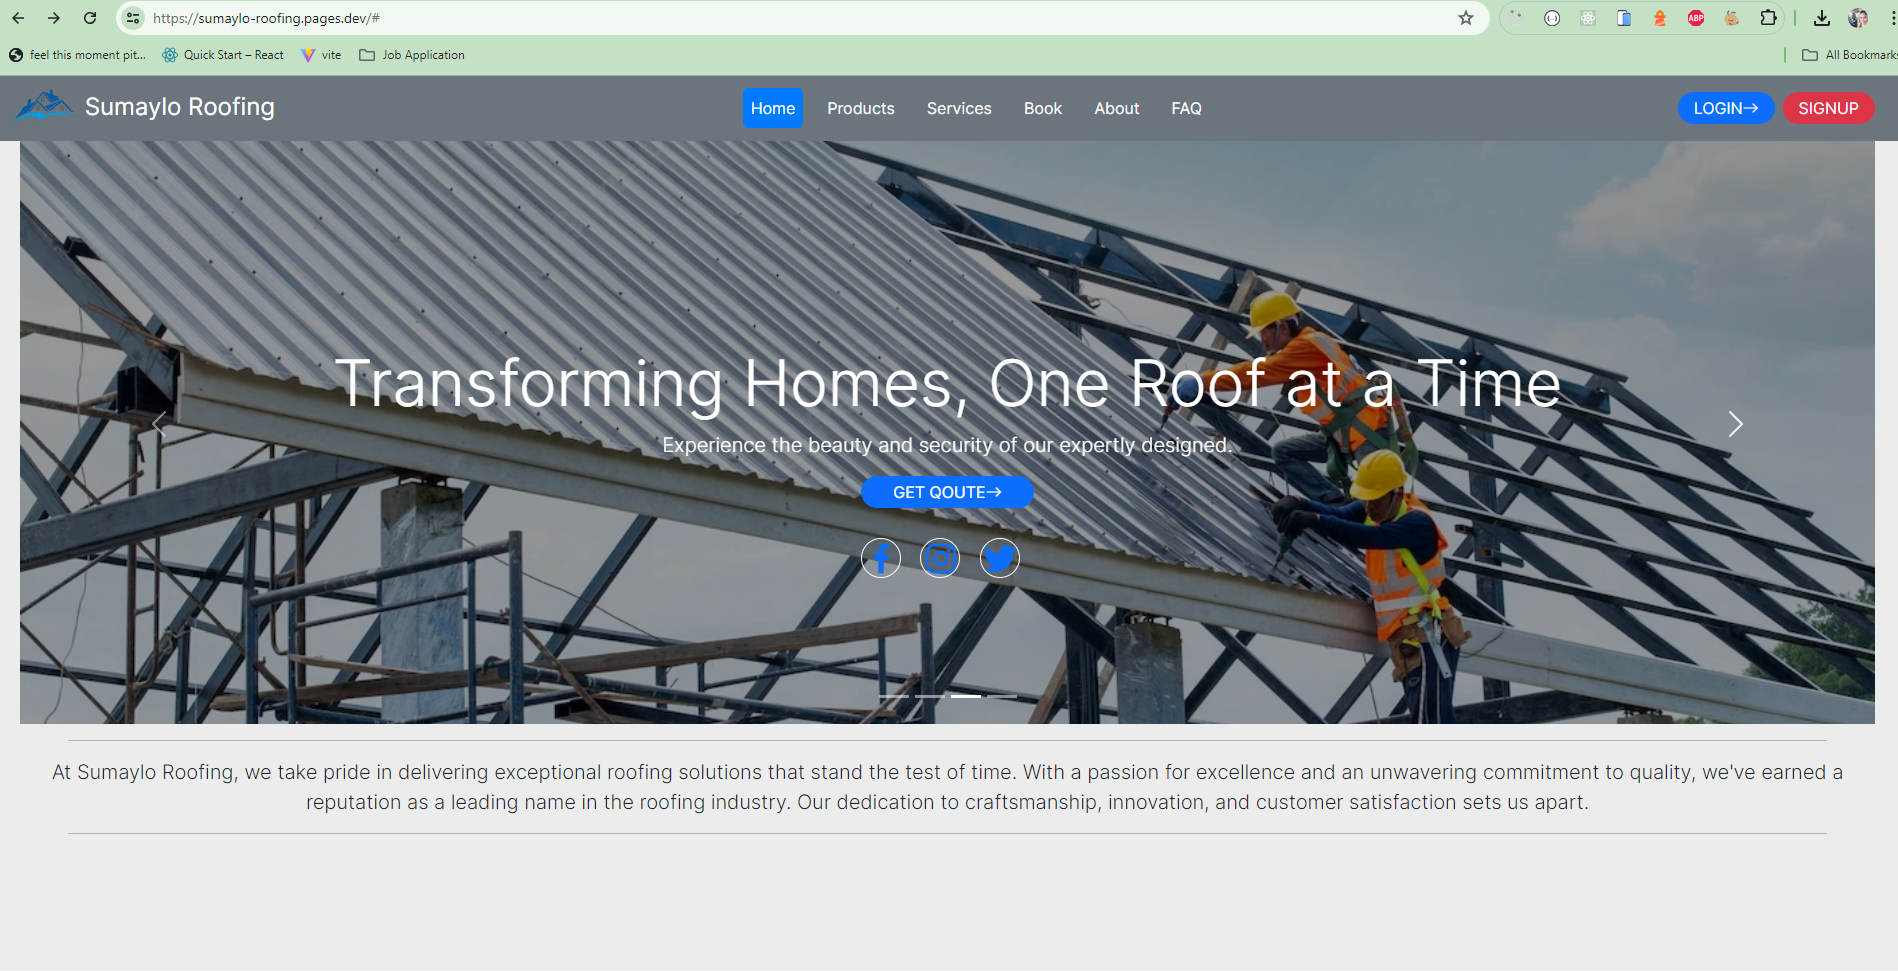 https://sumaylo-roofing.pages.dev/#
ABP
feel this moment pit...
Quick Start – React
vite
Job Application
All Bookmarks
Sumaylo Roofing
Home
Products
Services
Book
About
FAQ
LOGIN→
SIGNUP
Transforming Homes, One Roof at a Time
Experience the beauty and security of our expertly designed.
GET QOUTE→
At Sumaylo Roofing, we take pride in delivering exceptional roofing solutions that stand the test of time. With a passion for excellence and an unwavering commitment to quality, we've earned a
reputation as a leading name in the roofing industry. Our dedication to craftsmanship, innovation, and customer satisfaction sets us apart.